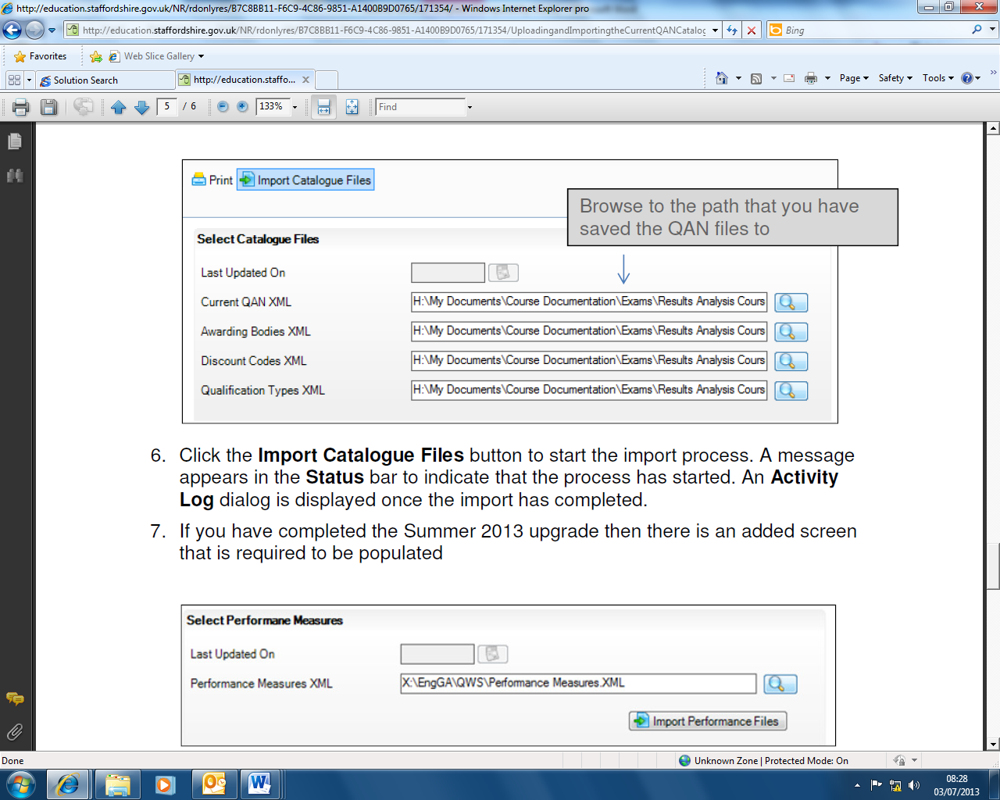 http://education.staffordshire.gov.uk/NR/rdonlyres/B7C8BB11-F6C9-4C86-9851-A1400B9D0765/171354/ - Windows Internet Explorer pro
http://education.staffordshire.gov.uk/NR/rdonlyres/B7C8BB11-F6C9-4C86-9851-A1400B9D0765/171354/UploadingandImportingtheCurrentQANCatalog
Bing
Favorites
Web Slice Gallery
Solution Search
http://education.staffo...
Page
Safety
Tools
5 / 6
133%
Find
Print
Import Catalogue Files
Browse to the path that you have
saved the QAN files to
Select Catalogue Files
Last Updated On
Current QAN XML
H:\My Documents\Course Documentation\Exams\Results Analysis Cours
Awarding Bodies XML
H:\My Documents\Course Documentation\Exams\Results Analysis Cours
Discount Codes XML
H:\My Documents\Course Documentation\Exams\Results Analysis Cours
Qualification Types XML
H:\My Documents\Course Documentation\Exams\Results Analysis Cours
6. Click the Import Catalogue Files button to start the import process. A message
appears in the Status bar to indicate that the process has started. An Activity
Log dialog is displayed once the import has completed.
7. If you have completed the Summer 2013 upgrade then there is an added screen
that is required to be populated
Select Performane Measures
Last Updated On
Performance Measures XML
X:\EngGA\QWS\Performance Measures.XML
Import Performance Files
Done
Unknown Zone | Protected Mode: On
08:28
03/07/2013